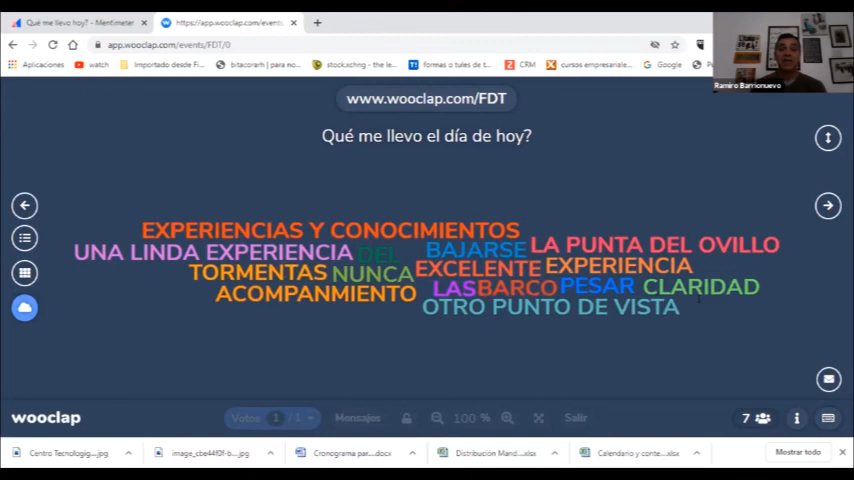 Qué me llevo hoy? - Mentimeter
https://app.wooclap.com/events/
app.wooclap.com/events/FDT/0
Aplicaciones
watch
Importado desde Fi...
bitacorarh | para no...
stock.xchng - the le...
formas o tules de t...
CRM
cursos empresariale...
Google
Ramiro Barrionuevo
www.wooclap.com/FDT
Qué me llevo el día de hoy?
EXPERIENCIAS Y CONOCIMIENTOS
UNA LINDA EXPERIENCIA DEL BAJARSE LA PUNTA DEL OVILLO
TORMENTAS NUNCA EXCELENTE EXPERIENCIA
ACOMPANMIENTO LAS BARCO PESAR CLARIDAD
OTRO PUNTO DE VISTA
wooclap
Votos 1 / 1
Mensajes
100 %
Salir
7
Centro Tecnologig....jpg
image_cbe44f0f-b....jpg
Cronograma par....docx
Distribución Mand....xlsx
Calendario y conte....xlsx
Mostrar todo